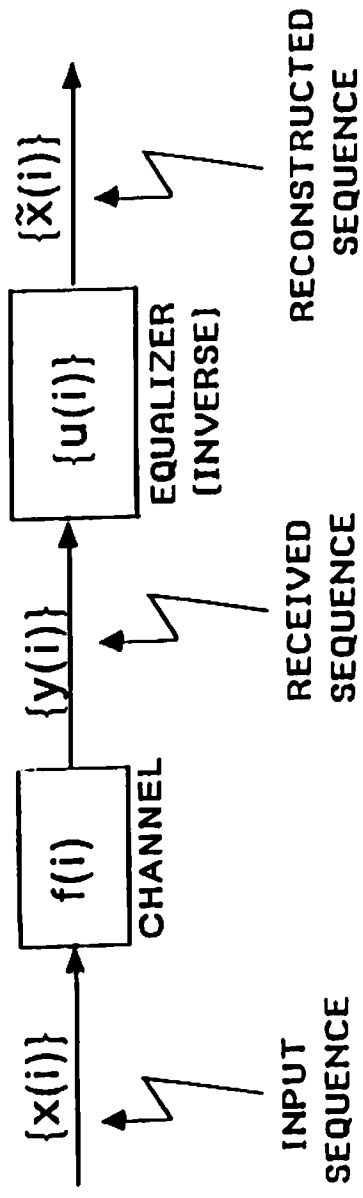 {x(i)}
f(i)
CHANNEL
{y(i)}
{u(i)}
EQUALIZER
(INVERSE)
{x̃(i)}
INPUT
SEQUENCE
RECEIVED
SEQUENCE
RECONSTRUCTED
SEQUENCE